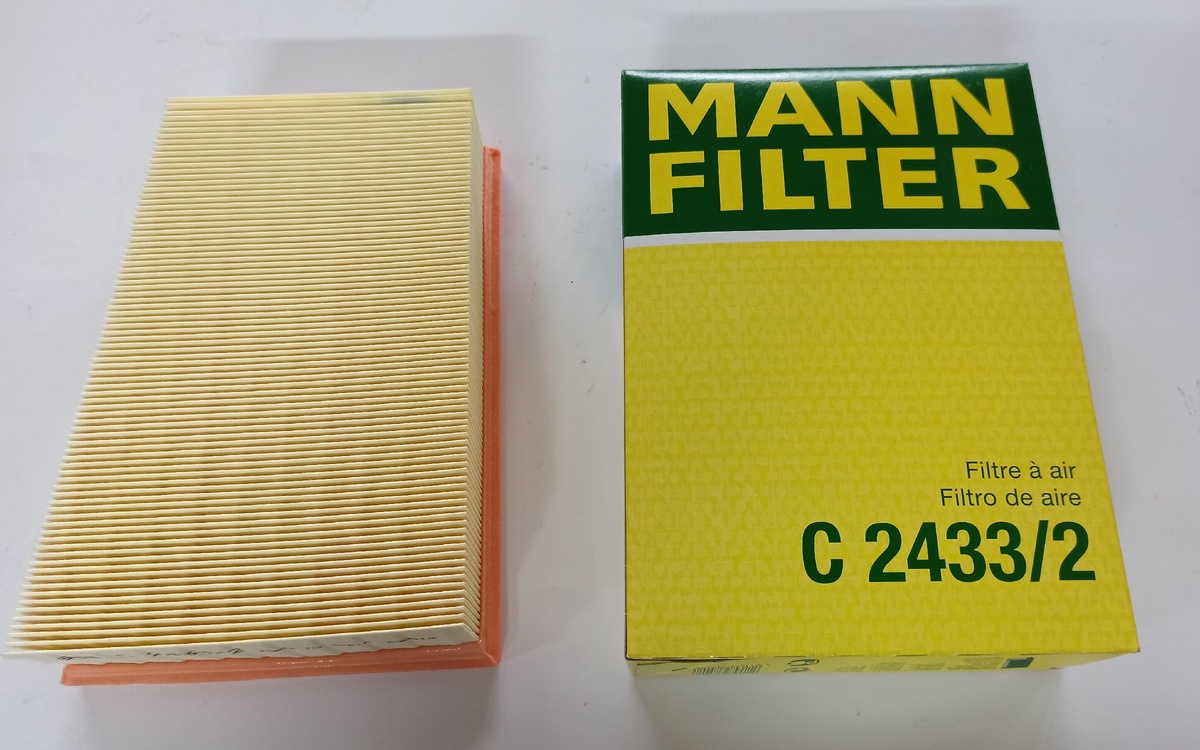 MANN
FILTER
Filtre à air
Filtro de aire
C 2433/2